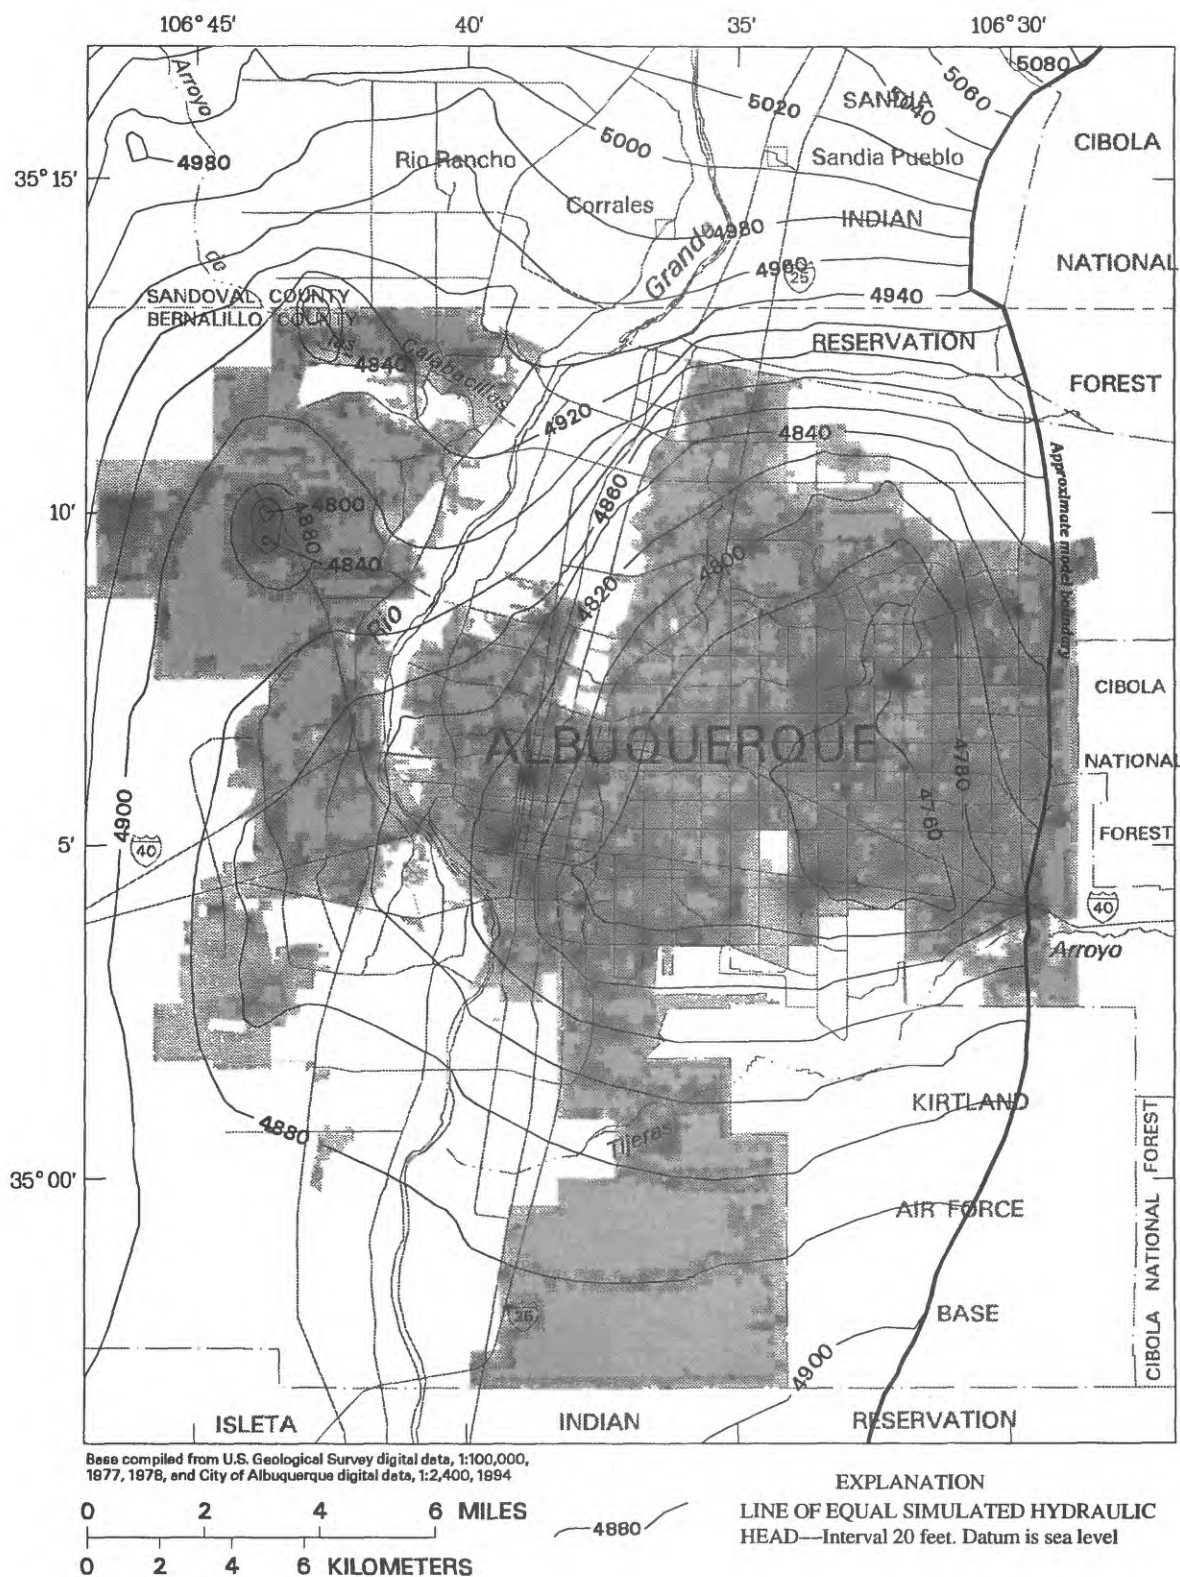 106° 45'
40'
35'
106° 30'
5080
5060
5040
5020
SANDIA
Arroyo
5000
CIBOLA
4980
Rio Rancho
Sandia Pueblo
35° 15'
Corrales
INDIAN
4980
de
Grande
4960
25
NATIONAL
SANDOVAL COUNTY
4940
BERNALILLO COUNTY
las
Calabacillas
RESERVATION
4840
FOREST
4920
4840
Approximate model boundary
4860
10'
4800
4880
4800
4840
4820
RIO
CIBOLA
ALBUQUERQUE
4780
NATIONAL
4900
4760
5'
40
FOREST
40
Arroyo
KIRTLAND
4880
Tijeras
35° 00'
AIR FORCE
CIBOLA NATIONAL FOREST
25
BASE
4900
ISLETA
INDIAN
RESERVATION
Base compiled from U.S. Geological Survey digital data, 1:100,000,
1977, 1978, and City of Albuquerque digital data, 1:2,400, 1994
0 2 4 6 MILES
0 2 4 6 KILOMETERS
EXPLANATION
4880
LINE OF EQUAL SIMULATED HYDRAULIC
HEAD—Interval 20 feet. Datum is sea level